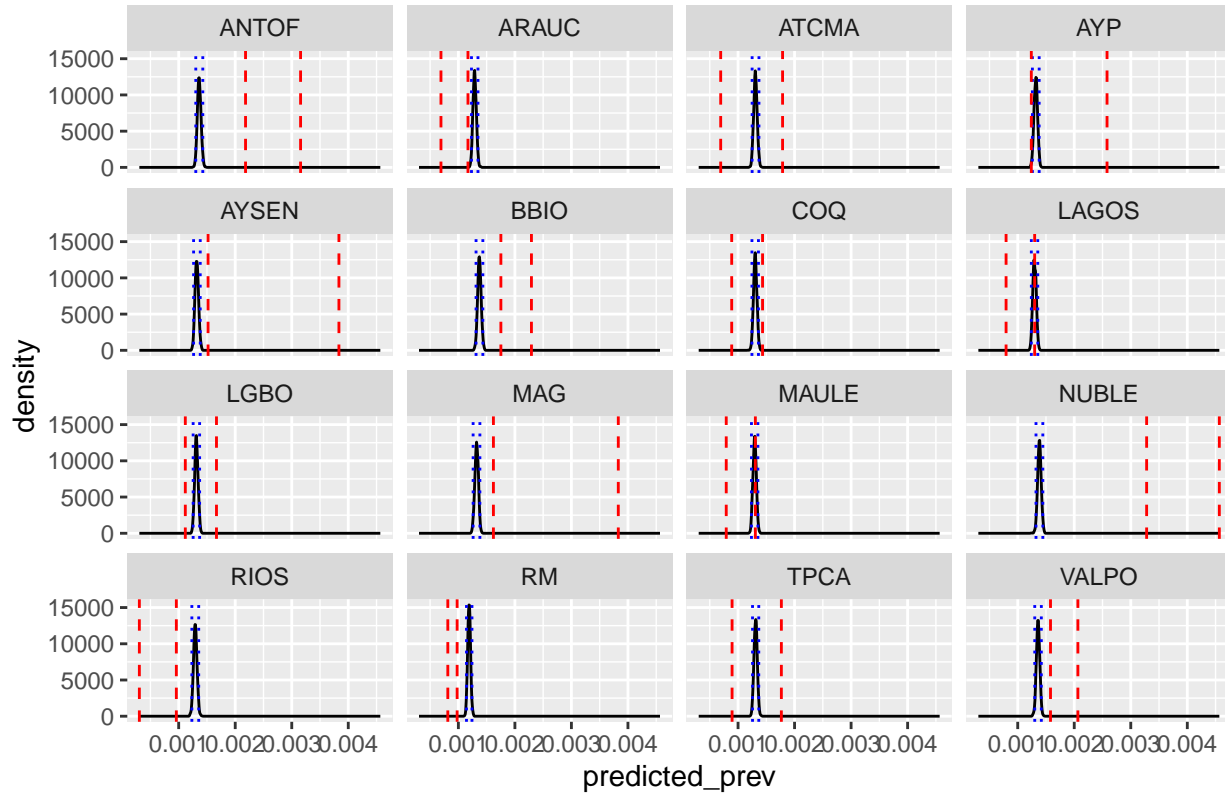 ANTOF ARAUC ATCMA AYP
15000
10000
5000
0
AYSEN BBIO COQ LAGOS
15000
10000
5000
0
density
LGBO MAG MAULE NUBLE
15000
10000
5000
0
RIOS RM TPCA VALPO
15000
10000
5000
0
0.001 0.002 0.003 0.004 0.001 0.002 0.003 0.004 0.001 0.002 0.003 0.004 0.001 0.002 0.003 0.004
predicted_prev